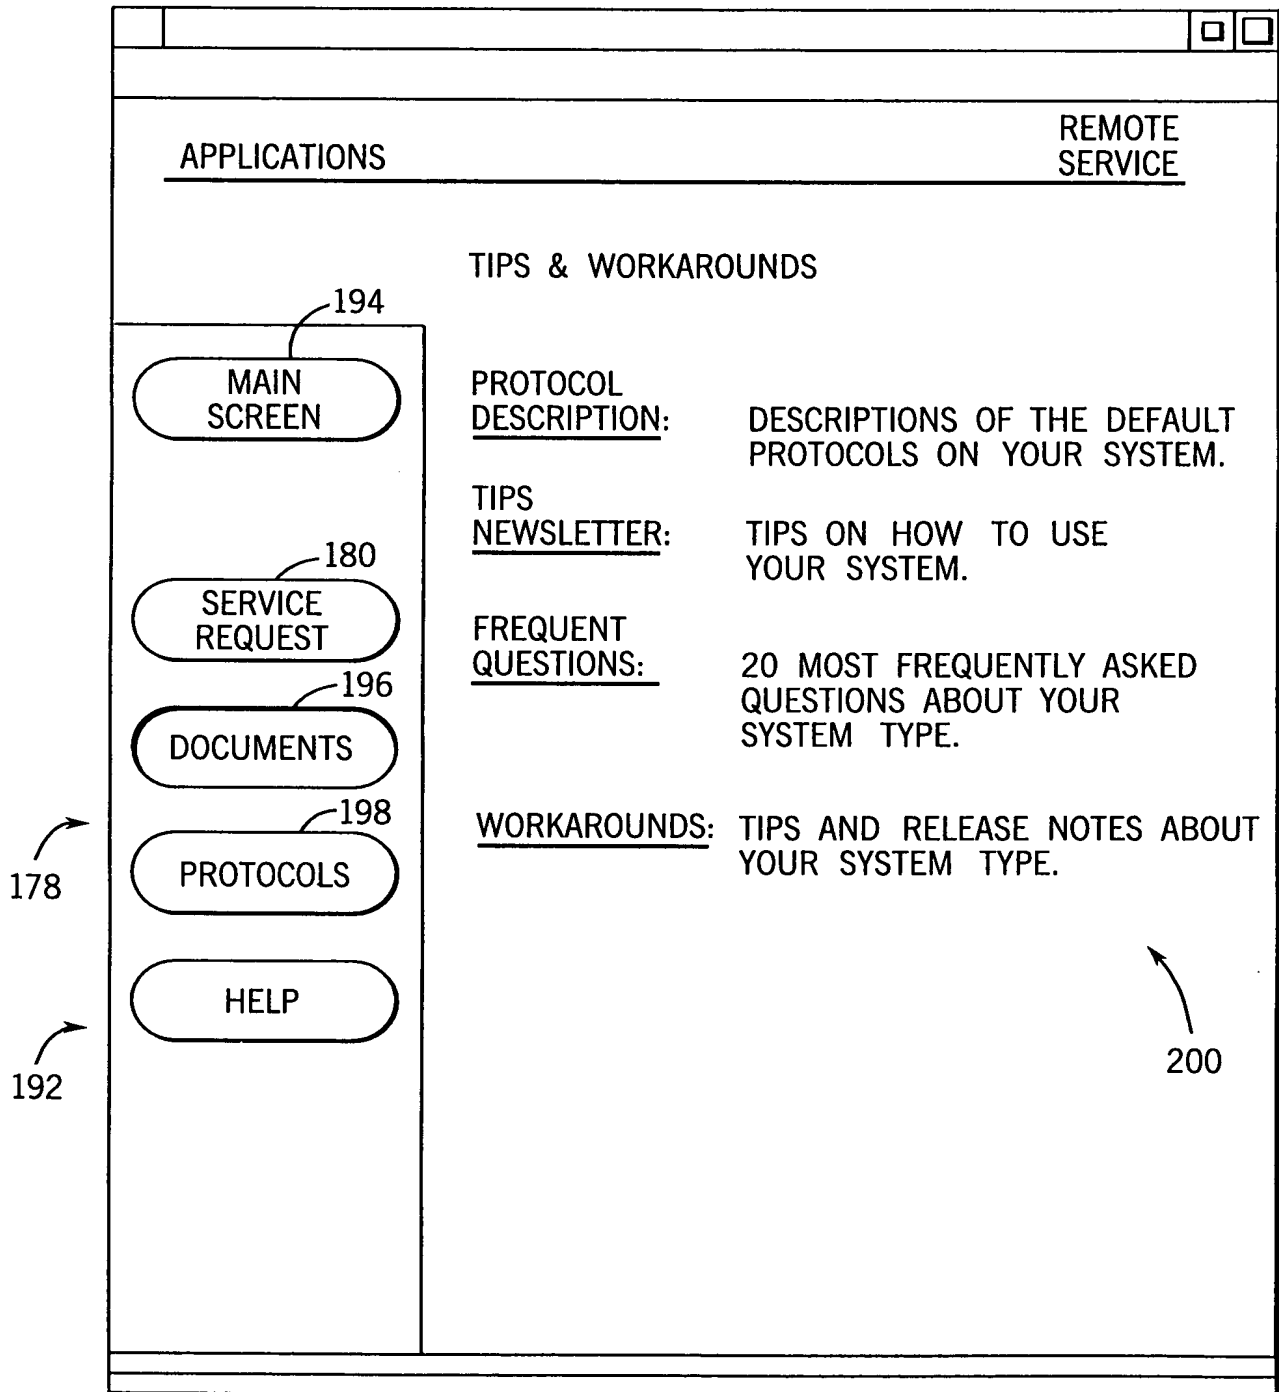 REMOTE
SERVICE
APPLICATIONS
TIPS & WORKAROUNDS
194
MAIN
SCREEN
180
SERVICE
REQUEST
196
DOCUMENTS
198
PROTOCOLS
HELP
178
192
PROTOCOL
DESCRIPTION:
DESCRIPTIONS OF THE DEFAULT
PROTOCOLS ON YOUR SYSTEM.
TIPS
NEWSLETTER:
TIPS ON HOW TO USE
YOUR SYSTEM.
FREQUENT
QUESTIONS:
20 MOST FREQUENTLY ASKED
QUESTIONS ABOUT YOUR
SYSTEM TYPE.
WORKAROUNDS:
TIPS AND RELEASE NOTES ABOUT
YOUR SYSTEM TYPE.
200